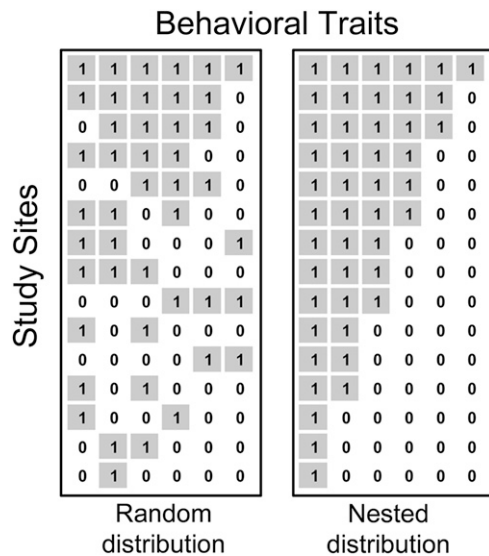 Behavioral Traits
Study Sites
1 1 1 1 1 1
1 1 1 1 1 0
0 1 1 1 1 0
1 1 1 1 0 0
0 0 1 1 1 0
1 1 0 1 0 0
1 1 0 0 0 1
1 1 1 0 0 0
0 0 0 1 1 1
1 0 1 0 0 0
0 0 0 0 1 1
1 0 1 0 0 0
1 0 0 1 0 0
0 1 1 0 0 0
0 1 0 0 0 0
Random
distribution
1 1 1 1 1 1
1 1 1 1 1 0
1 1 1 1 1 0
1 1 1 1 0 0
1 1 1 1 0 0
1 1 1 1 0 0
1 1 1 0 0 0
1 1 1 0 0 0
1 1 1 0 0 0
1 1 0 0 0 0
1 1 0 0 0 0
1 1 0 0 0 0
1 0 0 0 0 0
1 0 0 0 0 0
1 0 0 0 0 0
Nested
distribution